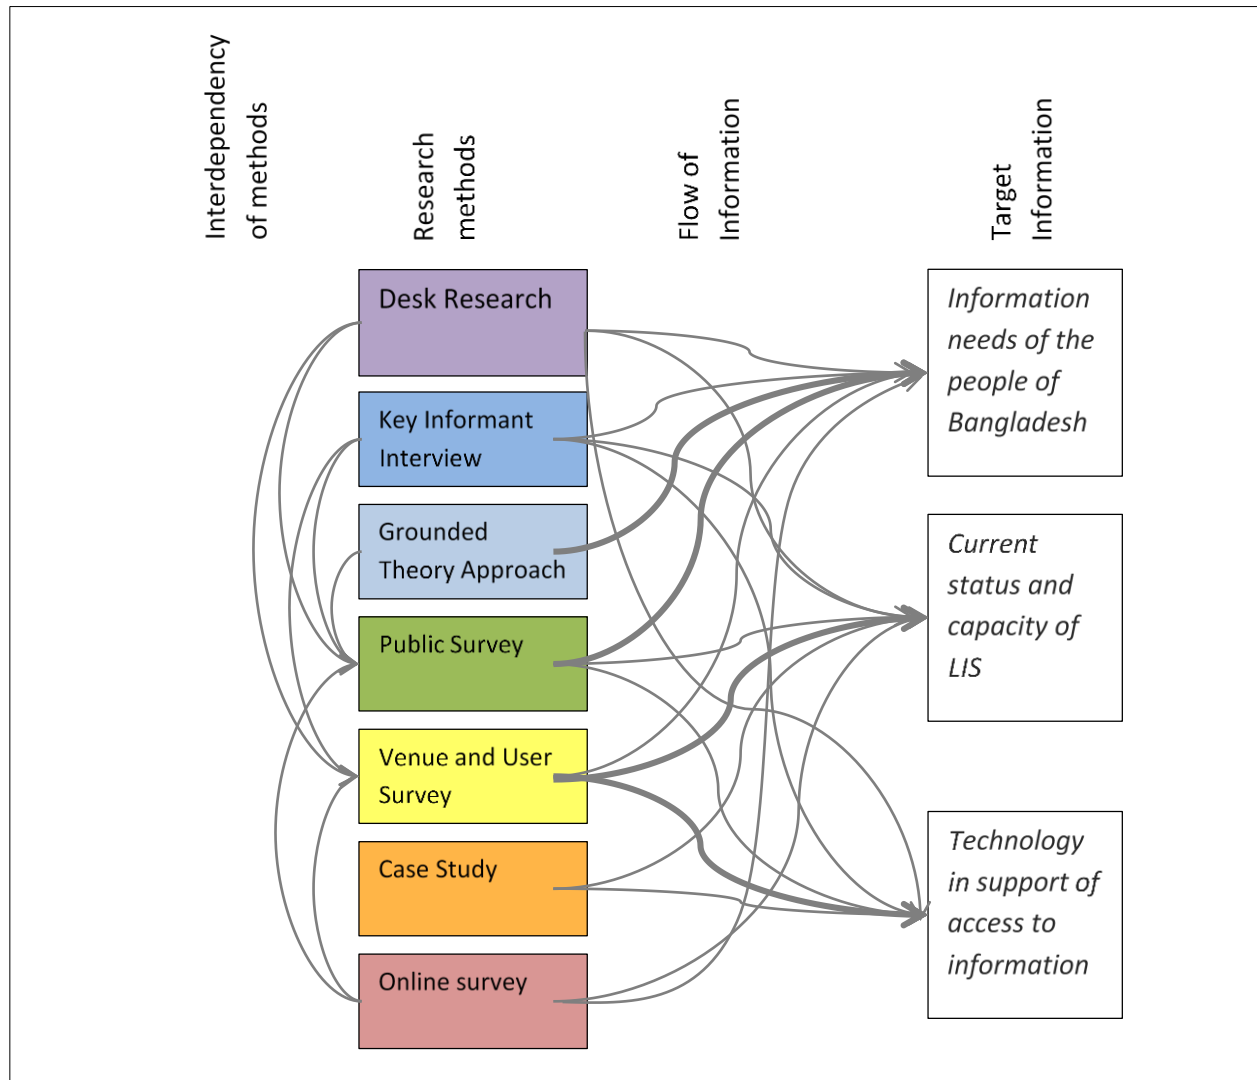 Interdependency
of methods
Research
methods
Flow of
Information
Target
Information
Desk Research
Key Informant
Interview
Grounded
Theory Approach
Public Survey
Venue and User
Survey
Case Study
Online survey
Information
needs of the
people of
Bangladesh
Current
status and
capacity of
LIS
Technology
in support of
access to
information